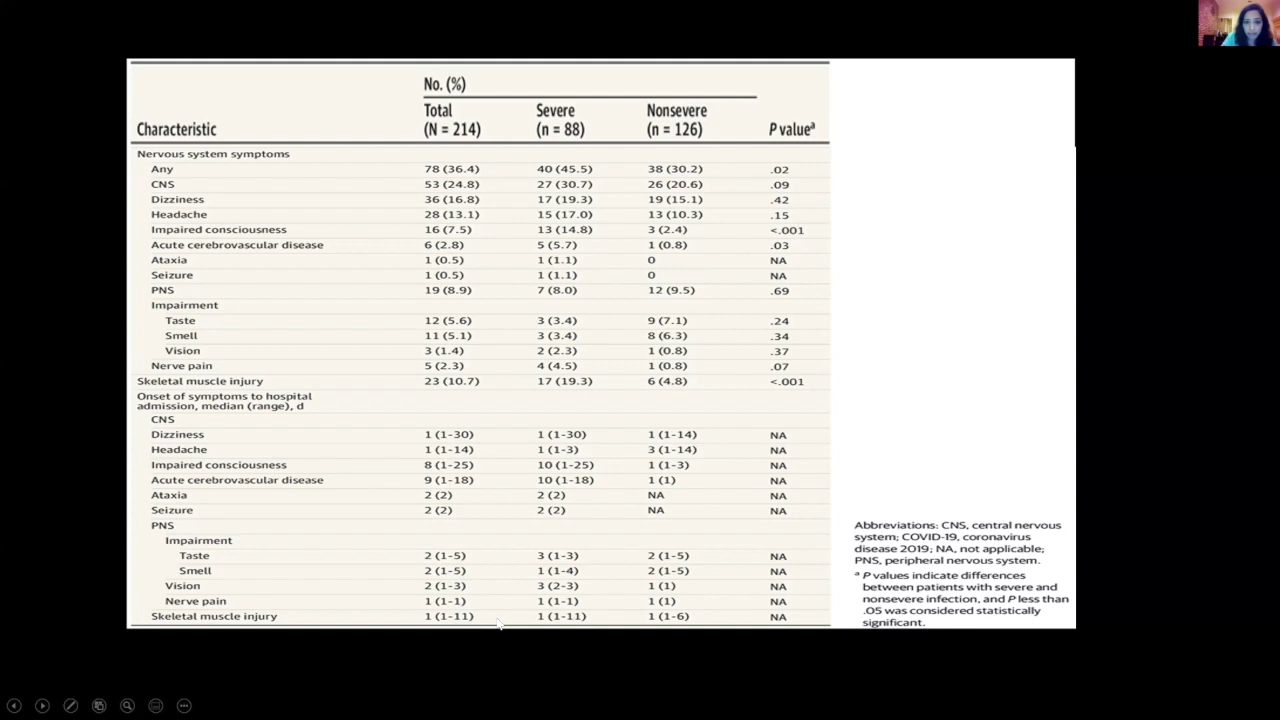 No. (%)
Characteristic Total (N = 214) Severe (n = 88) Nonsevere (n = 126) P valueª
Nervous system symptoms
Any 78 (36.4) 40 (45.5) 38 (30.2) .02
CNS 53 (24.8) 27 (30.7) 26 (20.6) .09
Dizziness 36 (16.8) 17 (19.3) 19 (15.1) .42
Headache 28 (13.1) 15 (17.0) 13 (10.3) .15
Impaired consciousness 16 (7.5) 13 (14.8) 3 (2.4) <.001
Acute cerebrovascular disease 6 (2.8) 5 (5.7) 1 (0.8) .03
Ataxia 1 (0.5) 1 (1.1) 0 NA
Seizure 1 (0.5) 1 (1.1) 0 NA
PNS 19 (8.9) 7 (8.0) 12 (9.5) .69
Impairment
Taste 12 (5.6) 3 (3.4) 9 (7.1) .24
Smell 11 (5.1) 3 (3.4) 8 (6.3) .34
Vision 3 (1.4) 2 (2.3) 1 (0.8) .37
Nerve pain 5 (2.3) 4 (4.5) 1 (0.8) .07
Skeletal muscle injury 23 (10.7) 17 (19.3) 6 (4.8) <.001
Onset of symptoms to hospital
admission, median (range), d
CNS
Dizziness 1 (1-30) 1 (1-30) 1 (1-14) NA
Headache 1 (1-14) 1 (1-3) 3 (1-14) NA
Impaired consciousness 8 (1-25) 10 (1-25) 1 (1-3) NA
Acute cerebrovascular disease 9 (1-18) 10 (1-18) 1 (1) NA
Ataxia 2 (2) 2 (2) NA NA
Seizure 2 (2) 2 (2) NA NA
PNS
Impairment
Taste 2 (1-5) 3 (1-3) 2 (1-5) NA
Smell 2 (1-5) 1 (1-4) 2 (1-5) NA
Vision 2 (1-3) 3 (2-3) 1 (1) NA
Nerve pain 1 (1-1) 1 (1-1) 1 (1) NA
Skeletal muscle injury 1 (1-11) 1 (1-11) 1 (1-6) NA
Abbreviations: CNS, central nervous
system; COVID-19, coronavirus
disease 2019; NA, not applicable;
PNS, peripheral nervous system.
ª P values indicate differences
between patients with severe and
nonsevere infection, and P less than
.05 was considered statistically
significant.